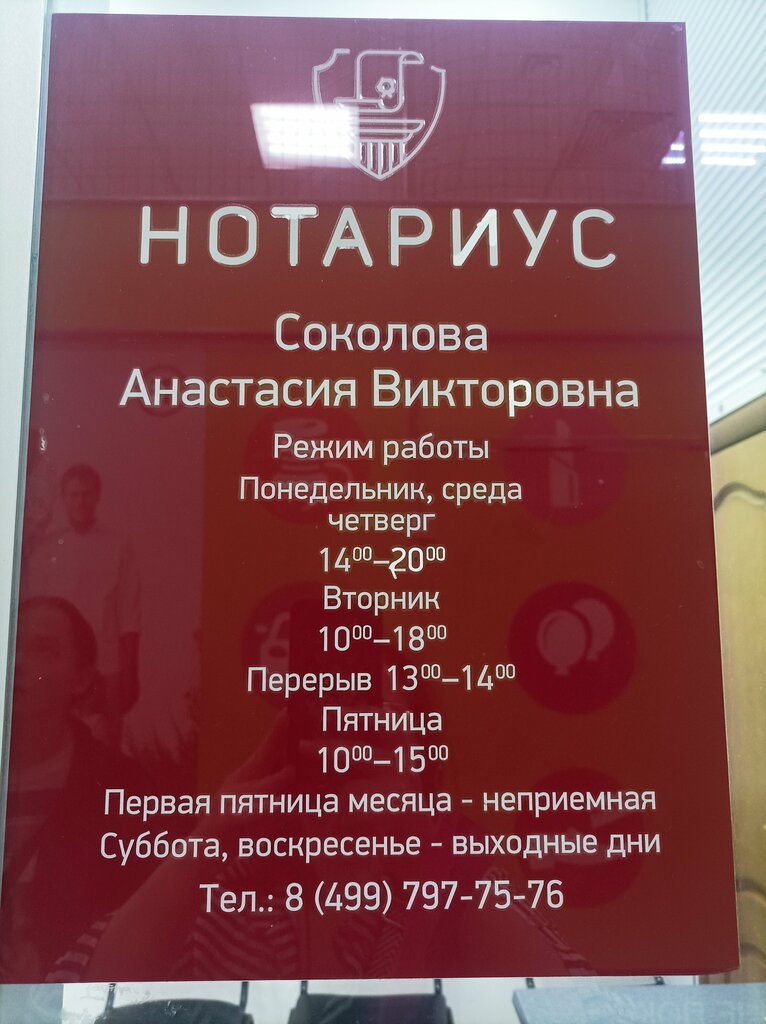 НОТАРИУС
Соколова
Анастасия Викторовна
Режим работы
Понедельник, среда
четверг
14⁰⁰–20⁰⁰
Вторник
10⁰⁰–18⁰⁰
Перерыв 13⁰⁰–14⁰⁰
Пятница
10⁰⁰–15⁰⁰
Первая пятница месяца - неприемная
Суббота, воскресенье - выходные дни
Тел.: 8 (499) 797-75-76